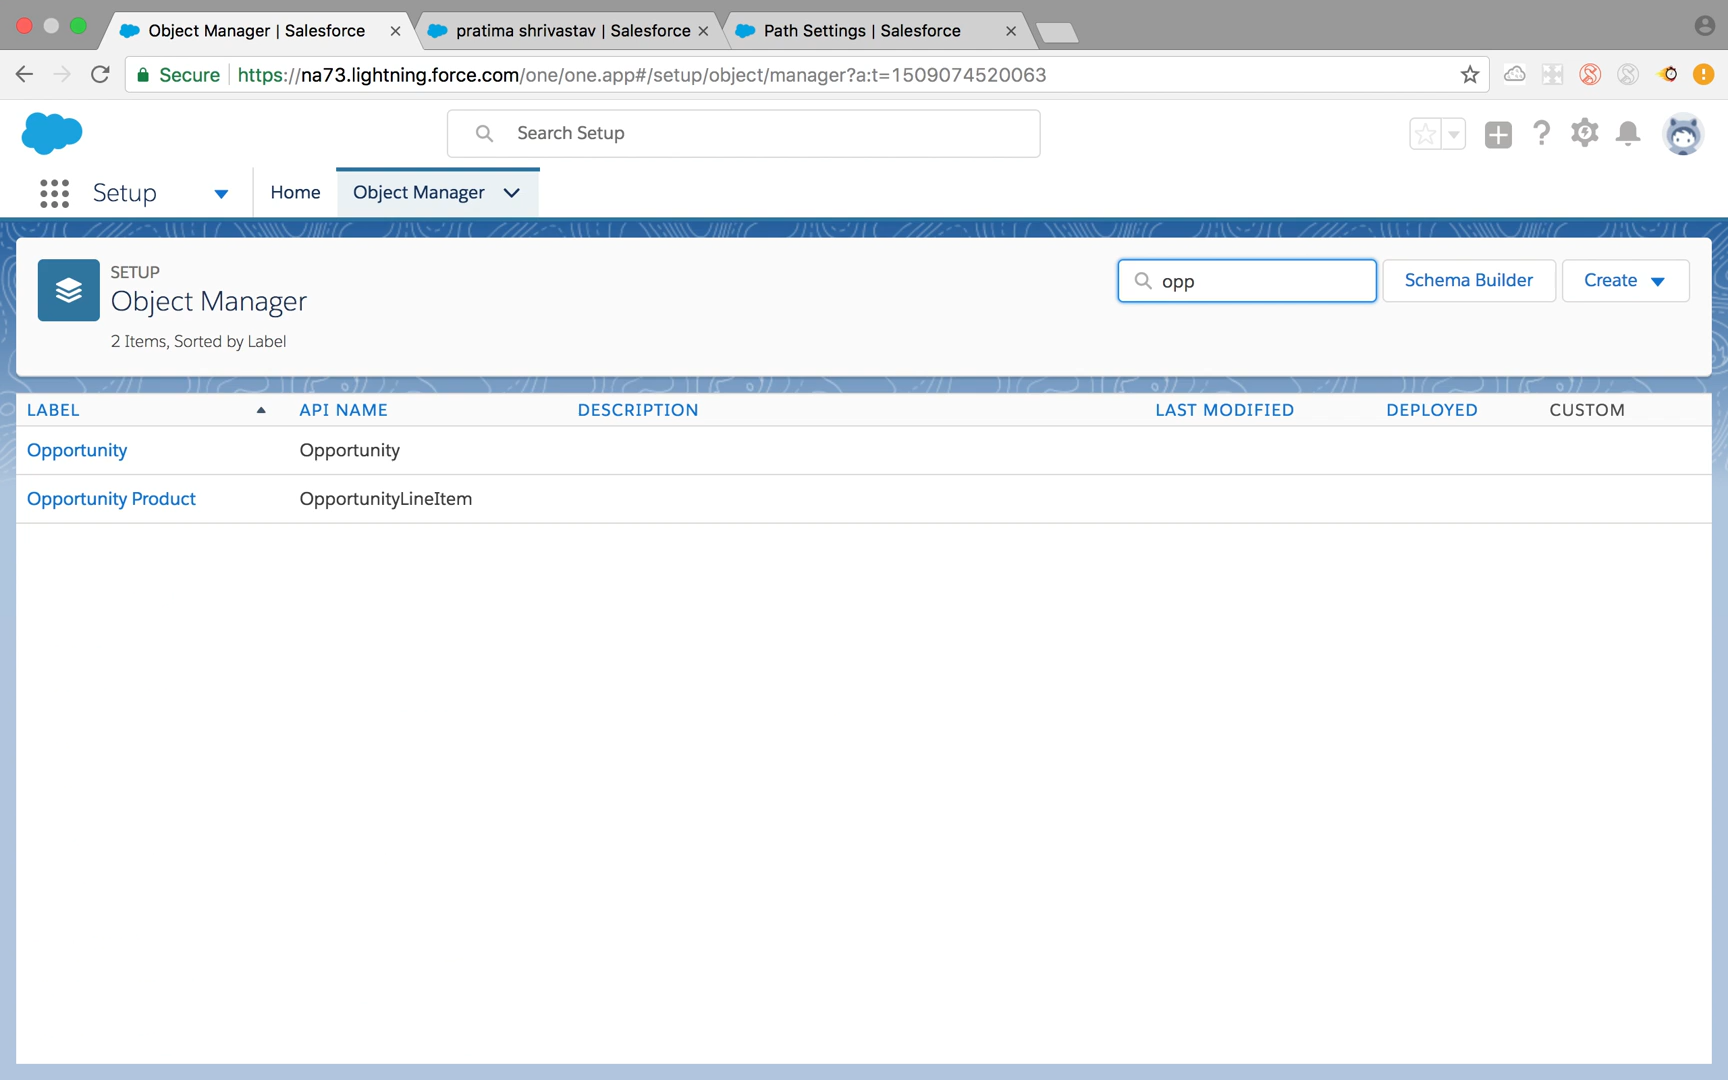 Object Manager | Salesforce
pratima shrivastav | Salesforce
Path Settings | Salesforce
Secure
https://na73.lightning.force.com/one/one.app#/setup/object/manager?a:t=1509074520063
Search Setup
Setup
Home
Object Manager
SETUP
Object Manager
2 Items, Sorted by Label
opp
Schema Builder
Create
LABEL API NAME DESCRIPTION LAST MODIFIED DEPLOYED CUSTOM
Opportunity Opportunity
Opportunity Product OpportunityLineItem